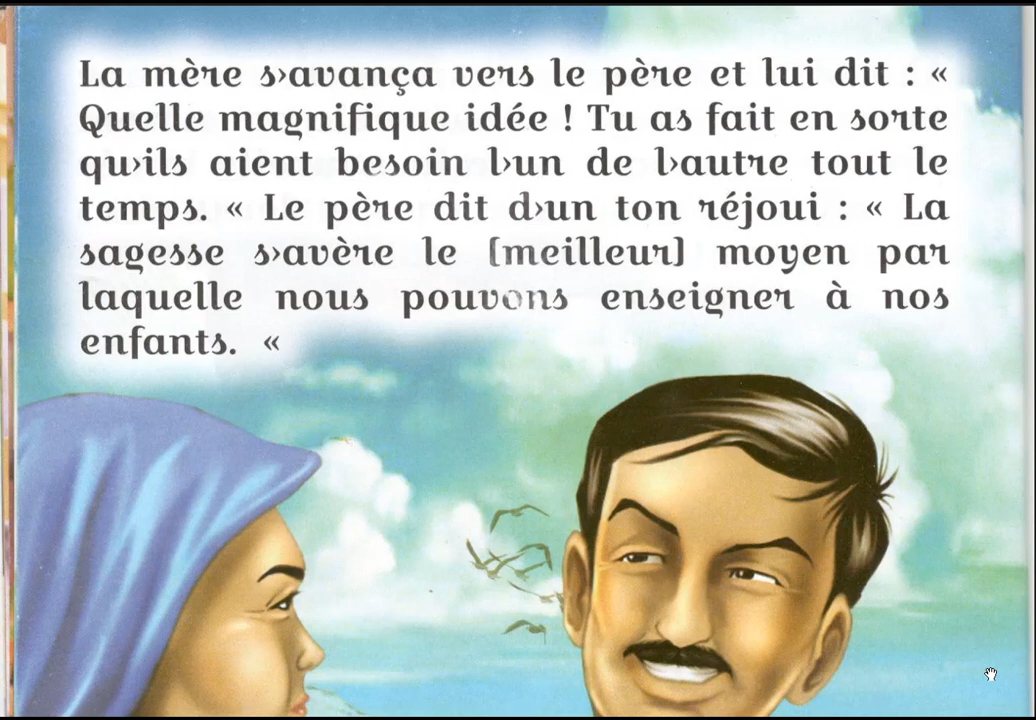 La mère s›avança vers le père et lui dit : «
Quelle magnifique idée ! Tu as fait en sorte
qu›ils aient besoin l›un de l›autre tout le
temps. « Le père dit d›un ton réjoui : « La
sagesse s›avère le [meilleur] moyen par
laquelle nous pouvons enseigner à nos
enfants. «